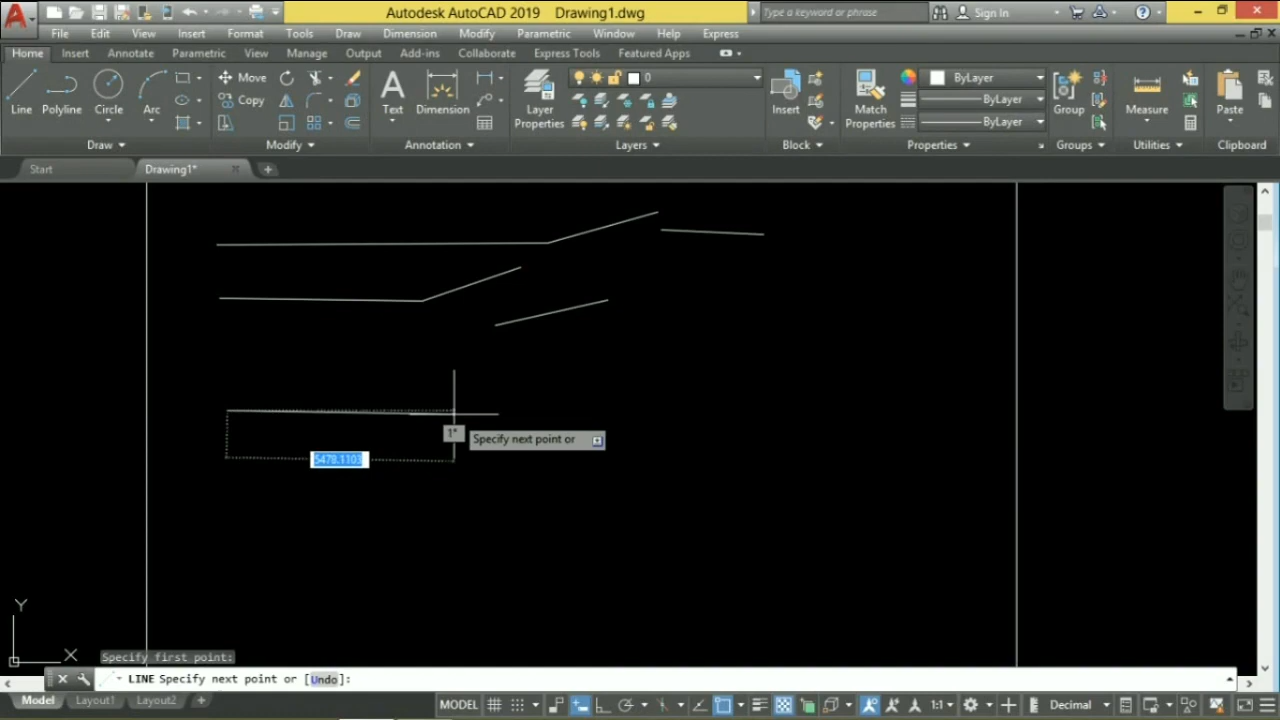 Autodesk AutoCAD 2019 Drawing1.dwg
Type a keyword or phrase
Sign In
File Edit View Insert Format Tools Draw Dimension Modify Parametric Window Help Express
Home Insert Annotate Parametric View Manage Output Add-ins Collaborate Express Tools Featured Apps
Move
0
ByLayer
Copy
ByLayer
Line Polyline Circle Arc Text Dimension Layer Properties Insert Match Properties Group Measure Paste
ByLayer
Draw Modify Annotation Layers Block Properties Groups Utilities Clipboard
Start Drawing1*
1°
Specify next point or
5478.1103
Y
X
Specify first point:
LINE Specify next point or [Undo]:
Model Layout1 Layout2 +
MODEL 1:1 Decimal